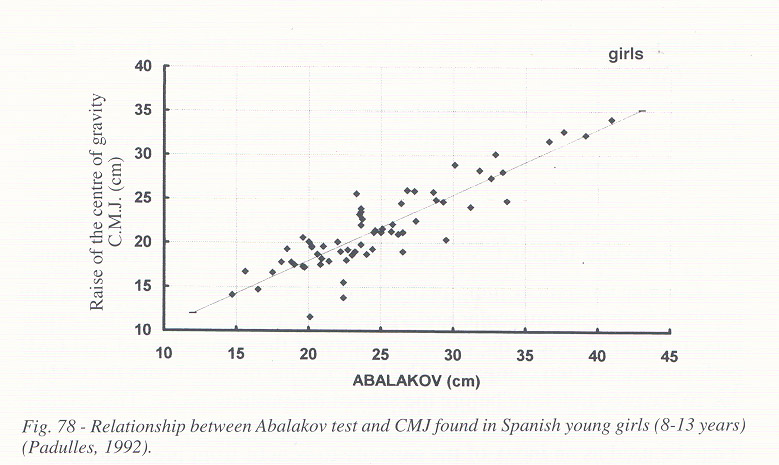 girls
Raise of the centre of gravity
C.M.J. (cm)
40
35
30
25
20
15
10
10 15 20 25 30 35 40 45
ABALAKOV (cm)
Fig. 78 - Relationship between Abalakov test and CMJ found in Spanish young girls (8-13 years)
(Padulles, 1992).